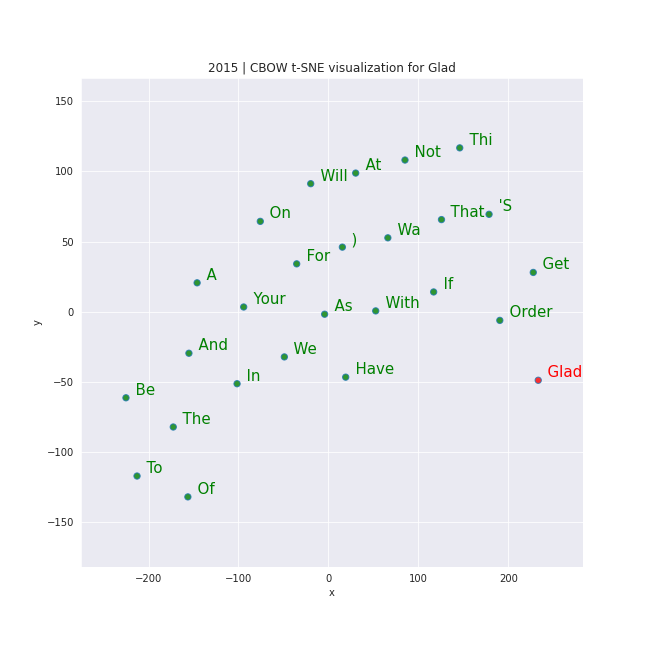 2015 | CBOW t-SNE visualization for Glad
150
Thi
Not
At
100
Will
'S
That
On
Wa
)
50
For
Get
A
If
Your
With
Order
As
0
y
And
We
Have
Glad
In
−50
Be
The
−100
To
Of
−150
−200 −100 0 100 200
x